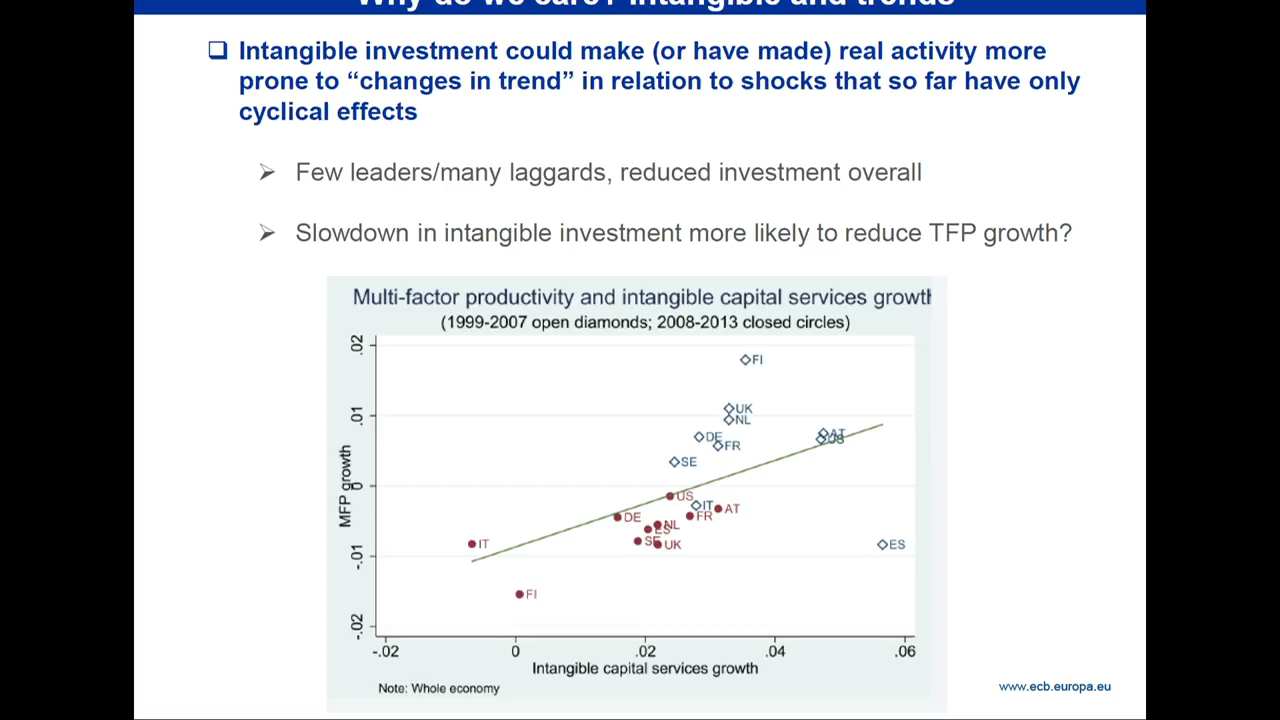 Why do we care? Intangible and trends
❑ Intangible investment could make (or have made) real activity more
prone to “changes in trend” in relation to shocks that so far have only
cyclical effects
➢ Few leaders/many laggards, reduced investment overall
➢ Slowdown in intangible investment more likely to reduce TFP growth?
Multi-factor productivity and intangible capital services growth
(1999-2007 open diamonds; 2008-2013 closed circles)
.02
FI
.01
UK
NL
DE
FR
AT
US
SE
MFP growth
0
US
IT
AT
FR
DE
NL
ES
SE
UK
IT
ES
-.01
FI
-.02
-.02 0 .02 .04 .06
Intangible capital services growth
Note: Whole economy
www.ecb.europa.eu